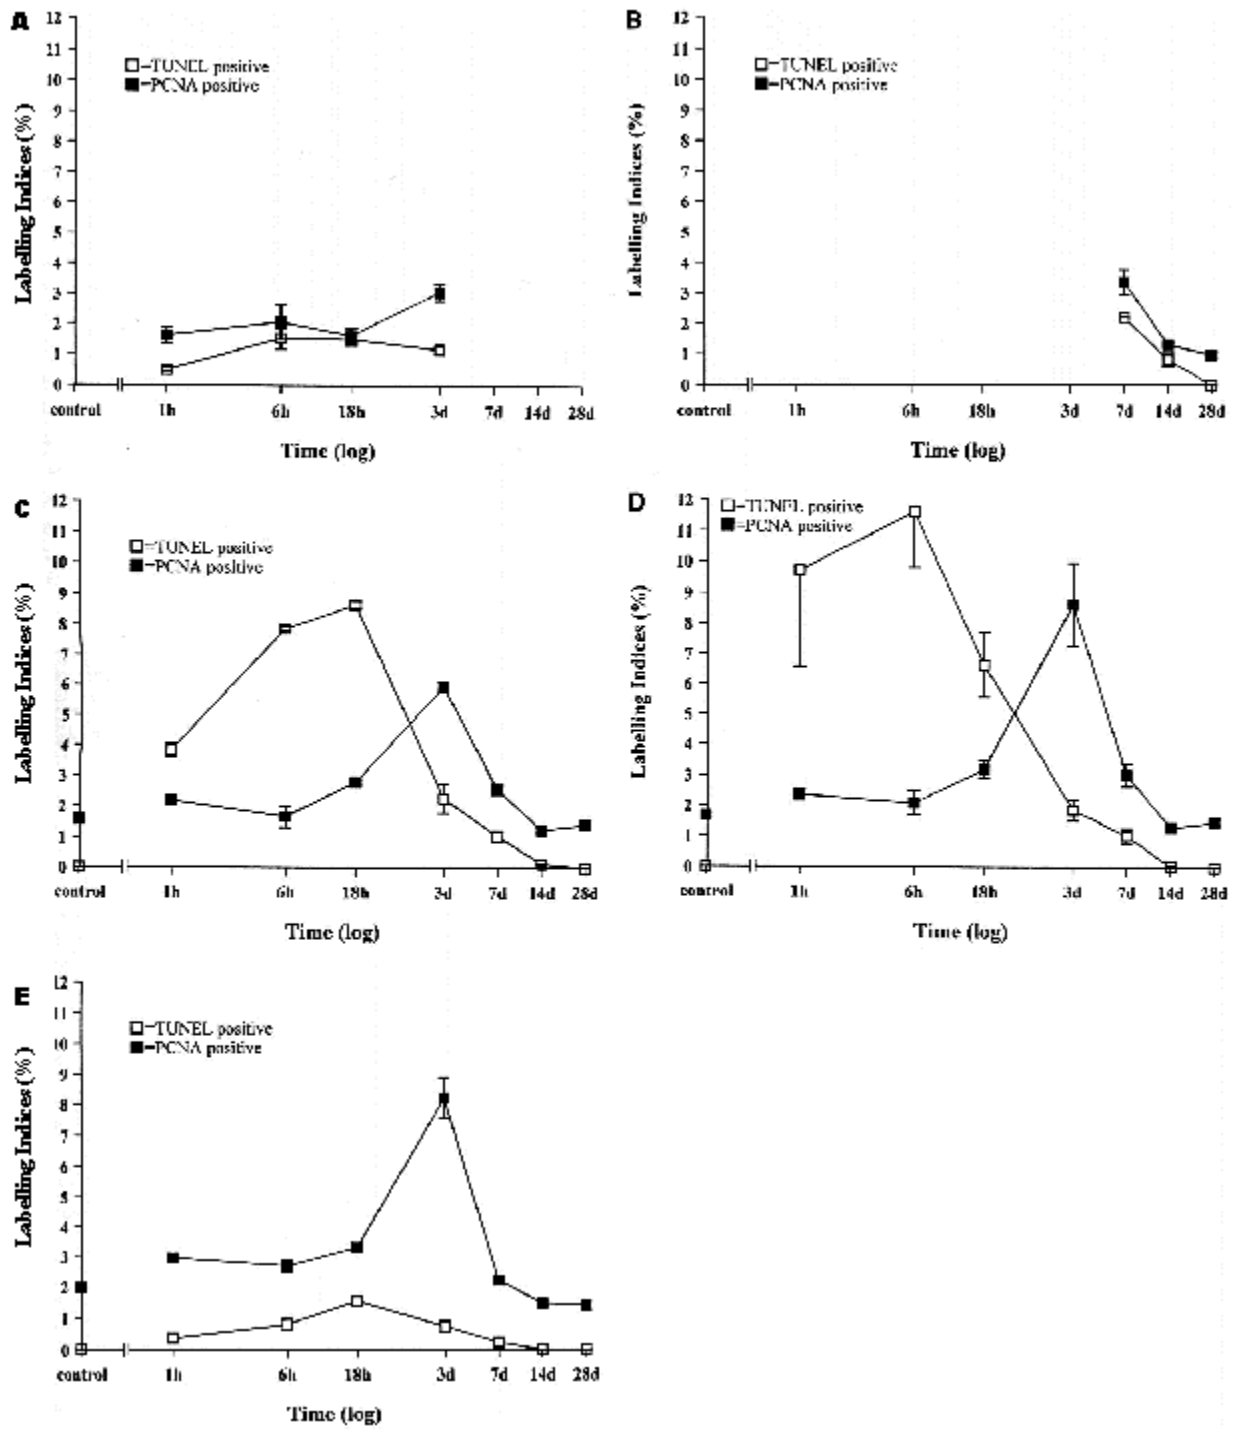 A
12
11
10
9
8
7
6
5
4
3
2
1
0
Labelling Indices (%)
□=TUNEL positive
■=PCNA positive
control 1h 6h 18h 3d 7d 14d 28d
Time (log)
B
12
11
10
9
8
7
6
5
4
3
2
1
0
Labelling Indices (%)
□=TUNEL positive
■=PCNA positive
control 1h 6h 18h 3d 7d 14d 28d
Time (log)
C
12
11
10
9
8
7
6
5
4
3
2
1
0
Labelling Indices (%)
□=TUNEL positive
■=PCNA positive
control 1h 6h 18h 3d 7d 14d 28d
Time (log)
D
12
11
10
9
8
7
6
5
4
3
2
1
0
Labelling Indices (%)
□=TUNEL positive
■=PCNA positive
control 1h 6h 18h 3d 7d 14d 28d
Time (log)
E
12
11
10
9
8
7
6
5
4
3
2
1
0
Labelling Indices (%)
□=TUNEL positive
■=PCNA positive
control 1h 6h 18h 3d 7d 14d 28d
Time (log)